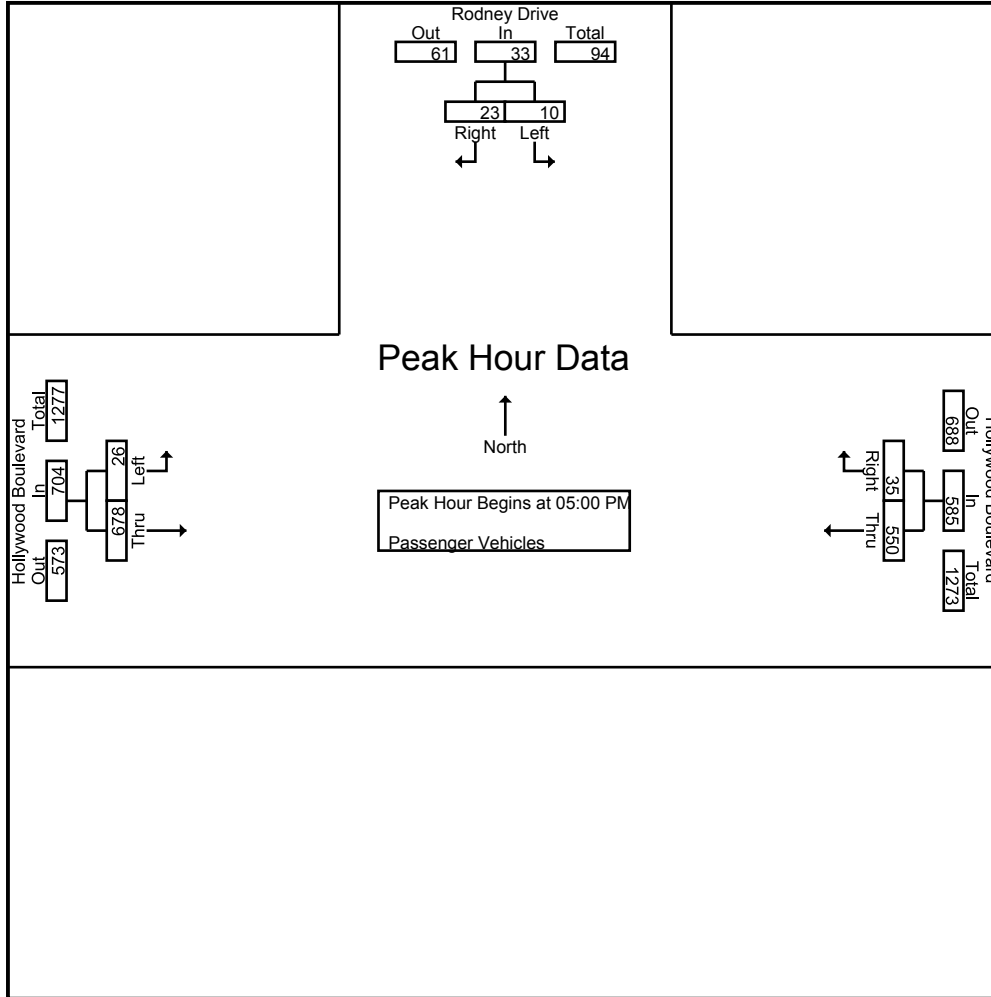 Rodney Drive
Out In Total
61 33 94
23 10
Right Left
Peak Hour Data
North
Peak Hour Begins at 05:00 PM
Passenger Vehicles
Hollywood Boulevard
Out In Total
573 704 1277
26 678
Left Thru
Hollywood Boulevard
Out In Total
688 585 1273
35 550
Right Thru